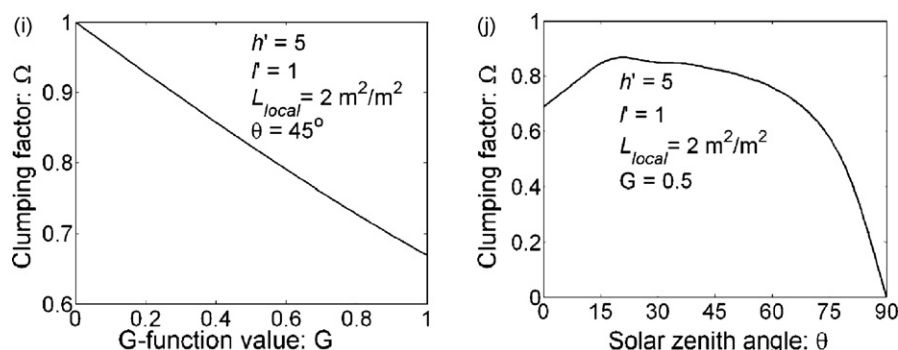 (i)
1
0.9
0.8
0.7
0.6
Clumping factor: Ω
h' = 5
l' = 1
L_local = 2 m²/m²
θ = 45°
0
0.2
0.4
0.6
0.8
1
G-function value: G
(j)
1
0.8
0.6
0.4
0.2
0
Clumping factor: Ω
h' = 5
l' = 1
L_local = 2 m²/m²
G = 0.5
0
15
30
45
60
75
90
Solar zenith angle: θ